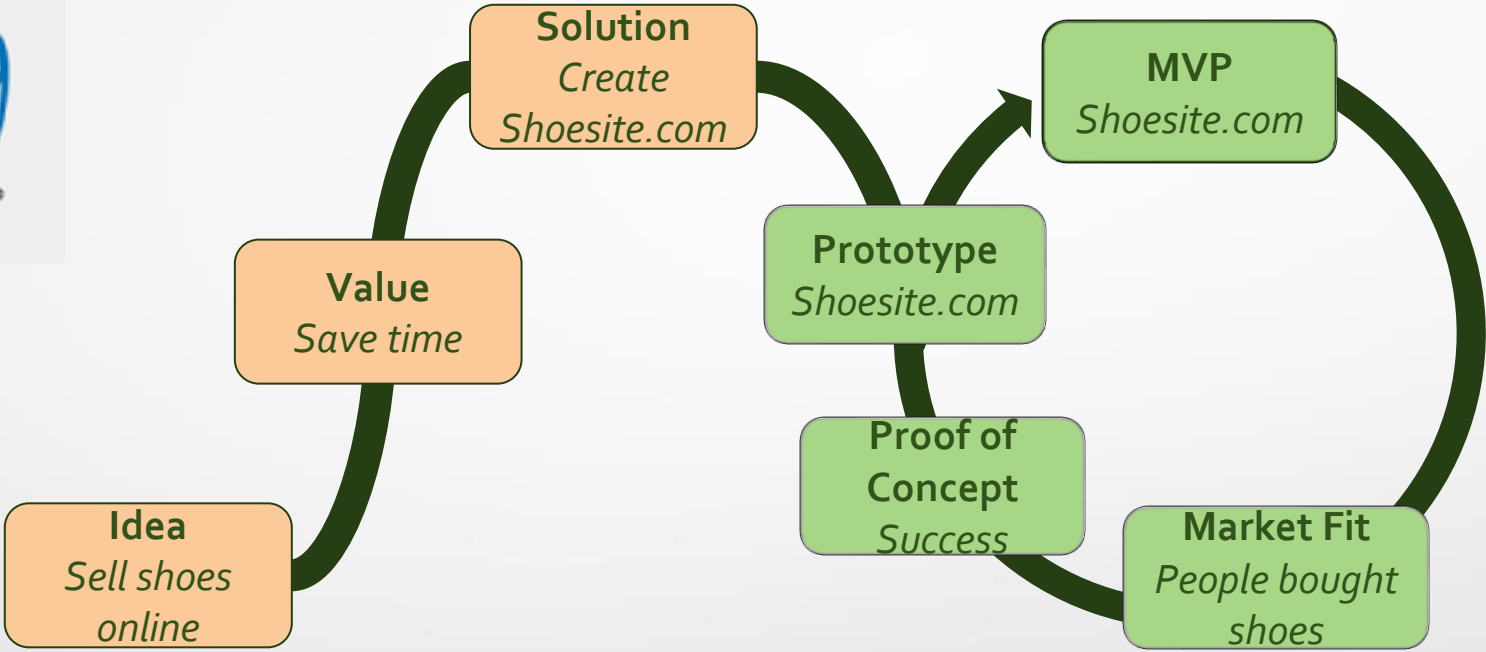 Idea
Sell shoes
online
Value
Save time
Solution
Create
Shoesite.com
Prototype
Shoesite.com
MVP
Shoesite.com
Market Fit
People bought
shoes
Proof of
Concept
Success